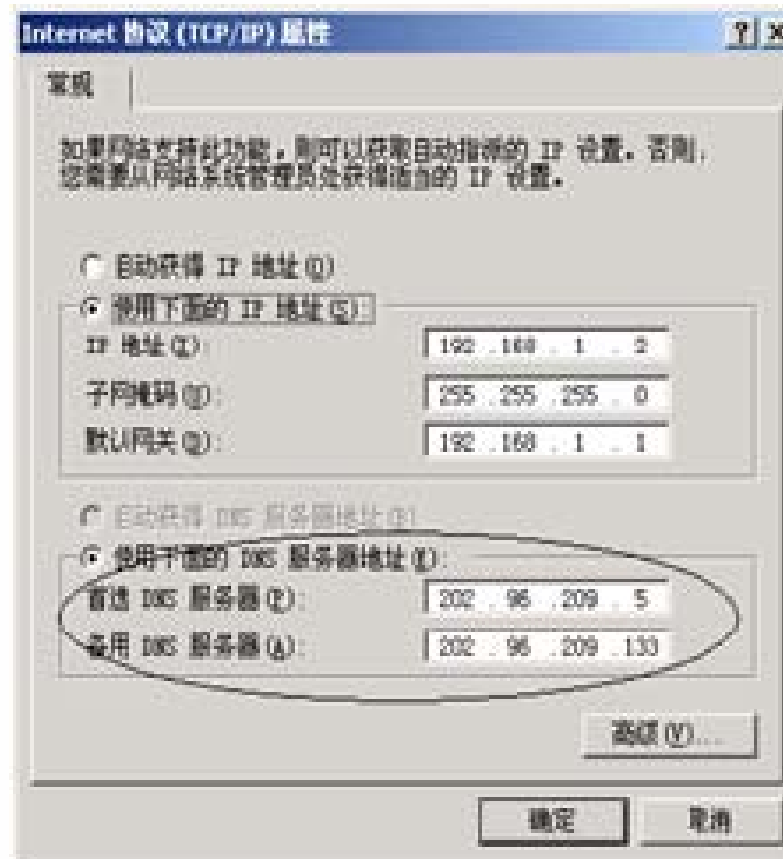 Internet 协议 (TCP/IP) 属性
常规
如果网络支持此功能，则可以获取自动指派的 IP 设置。否则，
您需要从网络系统管理员处获得适当的 IP 设置。
自动获得 IP 地址(O)
使用下面的 IP 地址(S):
IP 地址(I): 192 .168 . 1 . 2
子网掩码(U): 255 .255 .255 . 0
默认网关(D): 192 .168 . 1 . 1
自动获得 DNS 服务器地址(B)
使用下面的 DNS 服务器地址(E):
首选 DNS 服务器(P): 202 . 96 .209 . 5
备用 DNS 服务器(A): 202 . 96 .209 .133
高级(V)...
确定
取消